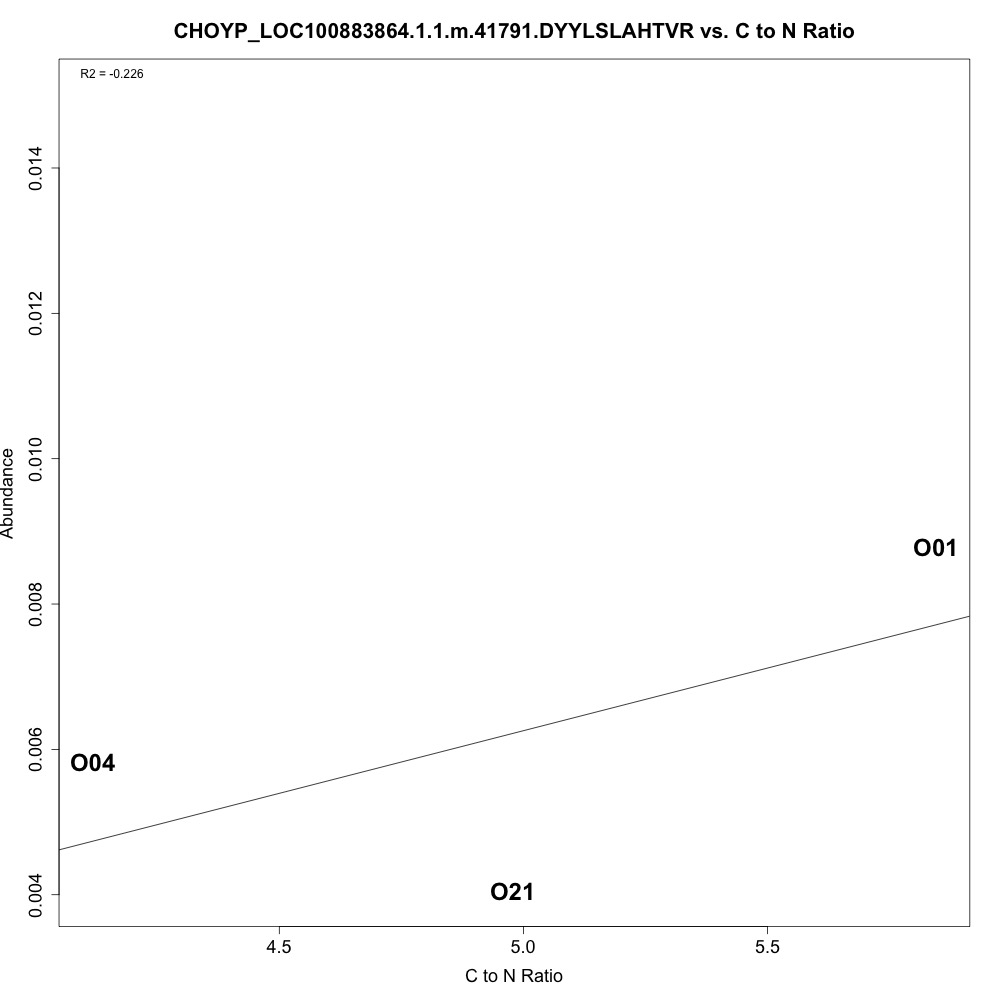 CHOYP_LOC100883864.1.1.m.41791.DYYLSLAHTVR vs. C to N Ratio
R2 = -0.226
0.014
0.012
0.010
Abundance
O01
0.008
0.006
O04
0.004
O21
4.5 5.0 5.5
C to N Ratio